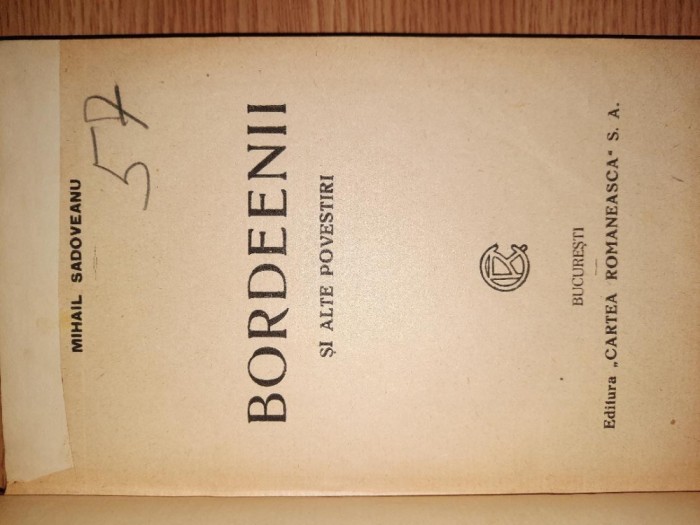 MIHAIL SADOVEANU
57
BORDEENII
ȘI ALTE POVESTIRI
CR
BUCUREȘTI
Editura „CARTEA ROMANEASCA" S. A.